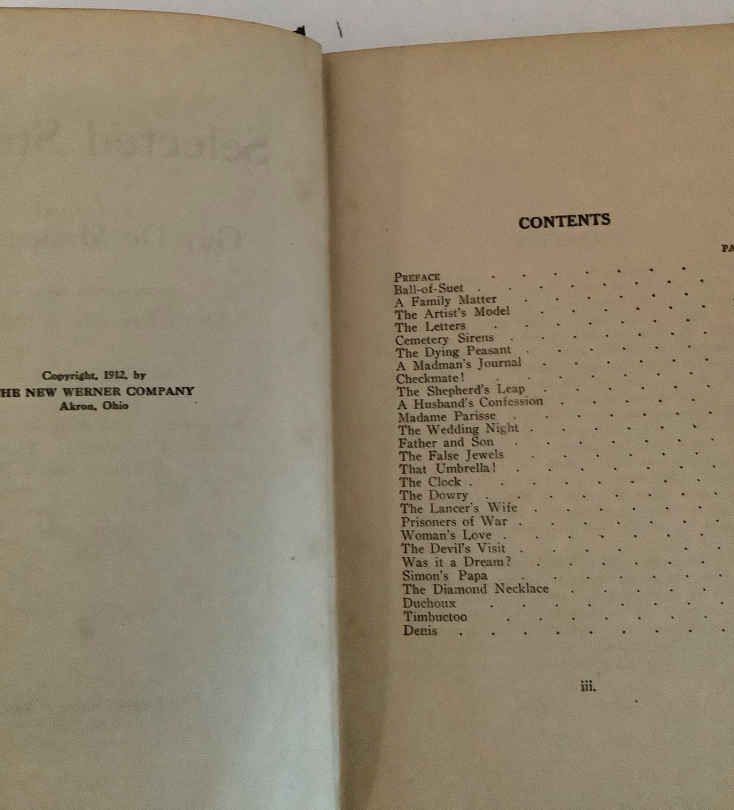 Copyright, 1912, by
THE NEW WERNER COMPANY
Akron, Ohio
CONTENTS
PA
PREFACE
Ball-of-Suet
A Family Matter
The Artist's Model
The Letters
Cemetery Sirens
The Dying Peasant
A Madman's Journal
Checkmate!
The Shepherd's Leap
A Husband's Confession
Madame Parisse
The Wedding Night
Father and Son
The False Jewels
That Umbrella!
The Clock
The Dowry
The Lancer's Wife
Prisoners of War
Woman's Love
The Devil's Visit
Was it a Dream?
Simon's Papa
The Diamond Necklace
Duchoux
Timbuctoo
Denis
iii.